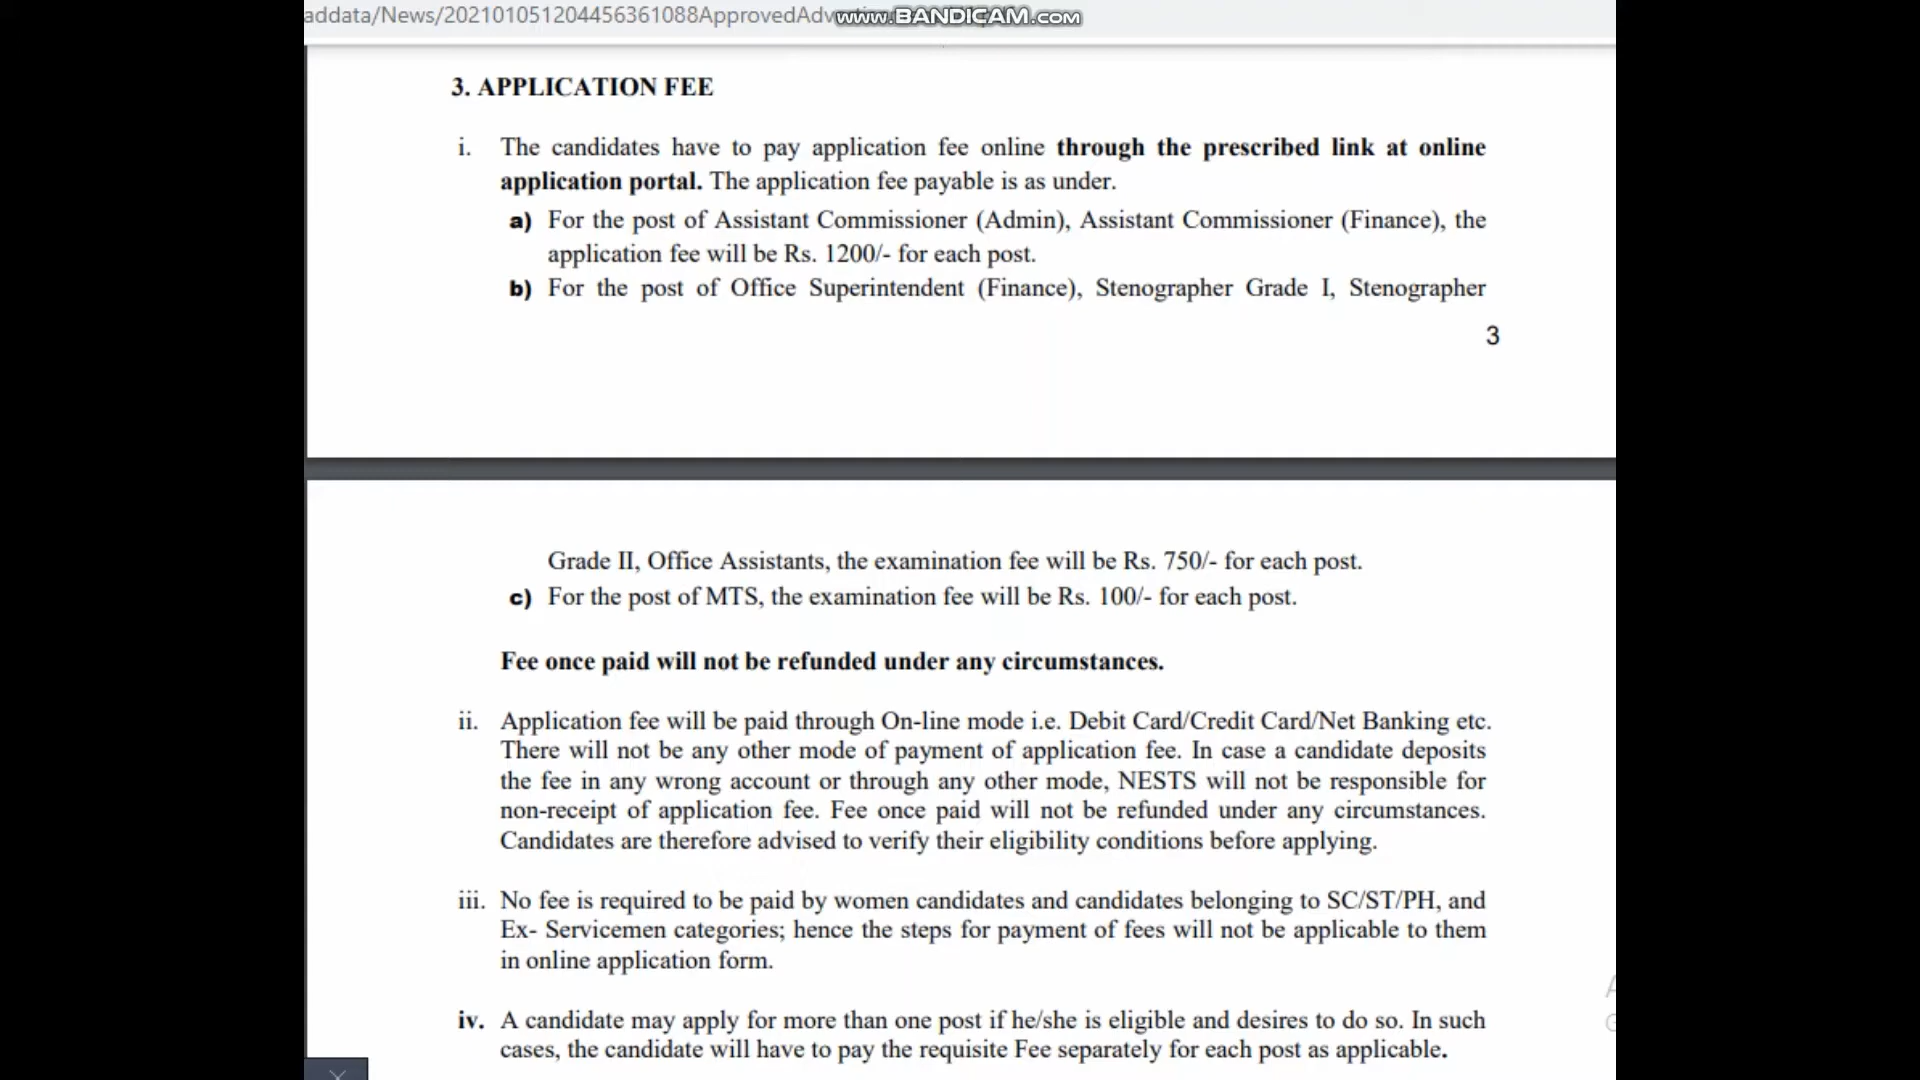 addata/News/202101051204456361088ApprovedAdv
www.BANDICAM.com
3. APPLICATION FEE
i. The candidates have to pay application fee online through the prescribed link at online
application portal. The application fee payable is as under.
a) For the post of Assistant Commissioner (Admin), Assistant Commissioner (Finance), the
application fee will be Rs. 1200/- for each post.
b) For the post of Office Superintendent (Finance), Stenographer Grade I, Stenographer
3
Grade II, Office Assistants, the examination fee will be Rs. 750/- for each post.
c) For the post of MTS, the examination fee will be Rs. 100/- for each post.
Fee once paid will not be refunded under any circumstances.
ii. Application fee will be paid through On-line mode i.e. Debit Card/Credit Card/Net Banking etc.
There will not be any other mode of payment of application fee. In case a candidate deposits
the fee in any wrong account or through any other mode, NESTS will not be responsible for
non-receipt of application fee. Fee once paid will not be refunded under any circumstances.
Candidates are therefore advised to verify their eligibility conditions before applying.
iii. No fee is required to be paid by women candidates and candidates belonging to SC/ST/PH, and
Ex- Servicemen categories; hence the steps for payment of fees will not be applicable to them
in online application form.
iv. A candidate may apply for more than one post if he/she is eligible and desires to do so. In such
cases, the candidate will have to pay the requisite Fee separately for each post as applicable.